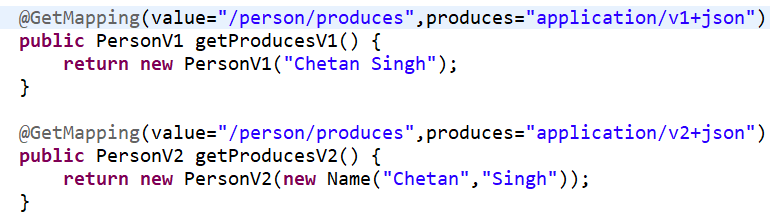 @GetMapping(value="/person/produces",produces="application/v1+json")
public PersonV1 getProducesV1() {
    return new PersonV1("Chetan Singh");
}
@GetMapping(value="/person/produces",produces="application/v2+json")
public PersonV2 getProducesV2() {
    return new PersonV2(new Name("Chetan","Singh"));
}